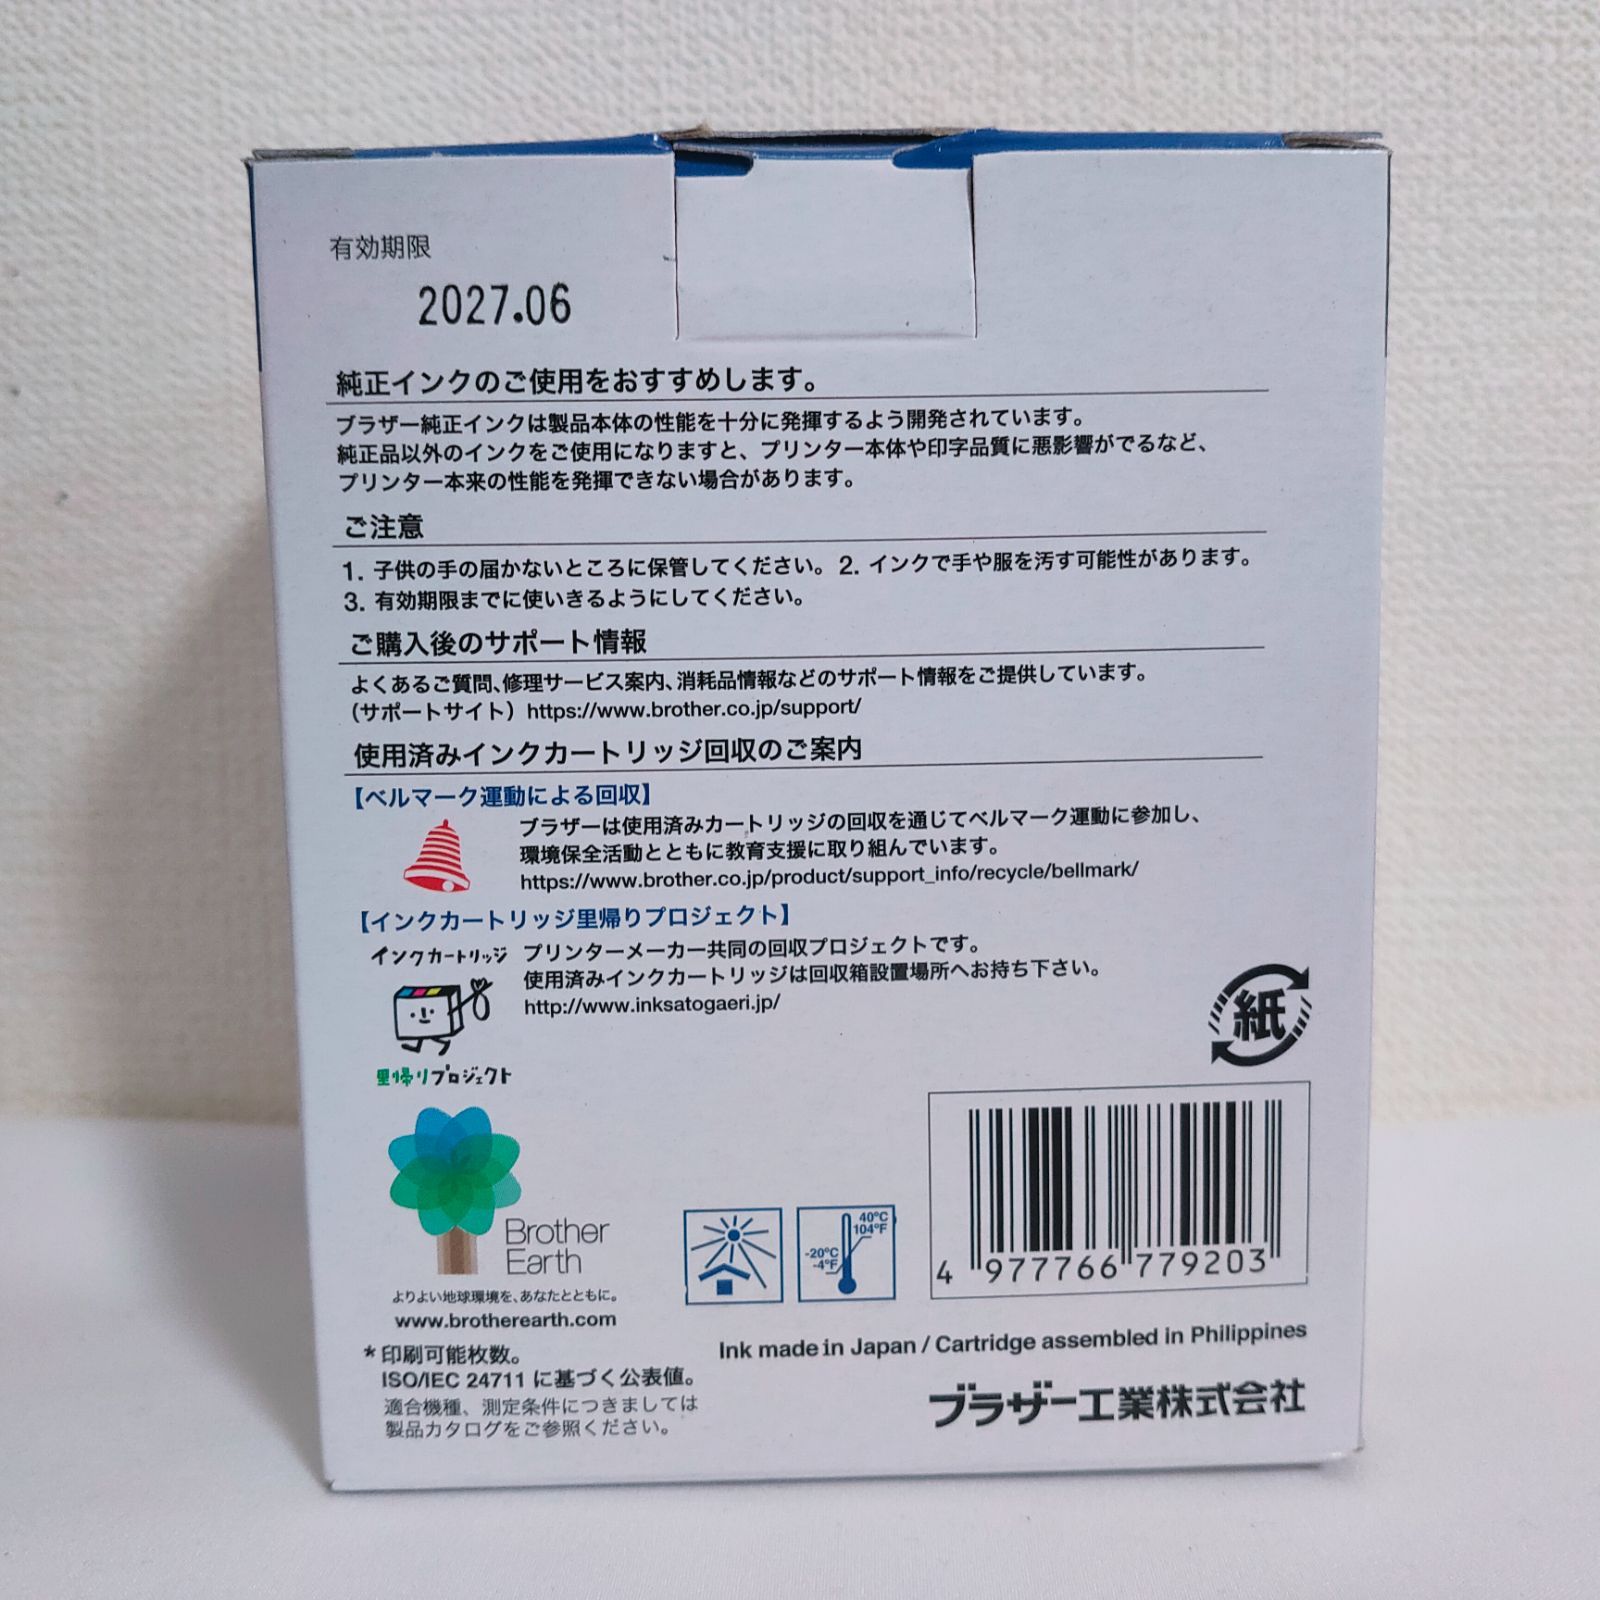 有効期限
2027.06
純正インクのご使用をおすすめします。
ブラザー純正インクは製品本体の性能を十分に発揮するよう開発されています。
純正品以外のインクをご使用になりますと、プリンター本体や印字品質に悪影響がでるなど、
プリンター本来の性能を発揮できない場合があります。
ご注意
1. 子供の手の届かないところに保管してください。 2. インクで手や服を汚す可能性があります。
3. 有効期限までに使いきるようにしてください。
ご購入後のサポート情報
よくあるご質問、修理サービス案内、消耗品情報などのサポート情報をご提供しています。
(サポートサイト) https://www.brother.co.jp/support/
使用済みインクカートリッジ回収のご案内
【ベルマーク運動による回収】
ブラザーは使用済みカートリッジの回収を通じてベルマーク運動に参加し、
環境保全活動とともに教育支援に取り組んでいます。
https://www.brother.co.jp/product/support_info/recycle/bellmark/
【インクカートリッジ里帰りプロジェクト】
インクカートリッジ
里帰りプロジェクト
プリンターメーカー共同の回収プロジェクトです。
使用済みインクカートリッジは回収箱設置場所へお持ち下さい。
http://www.inksatogaeri.jp/
紙
Brother
Earth
よりよい地球環境を、あなたとともに。
www.brotherearth.com
40°C
104°F
-20°C
-4°F
4 977766 779203
*印刷可能枚数。
ISO/IEC 24711 に基づく公表値。
適合機種、測定条件につきましては
製品カタログをご参照ください。
Ink made in Japan / Cartridge assembled in Philippines
ブラザー工業株式会社